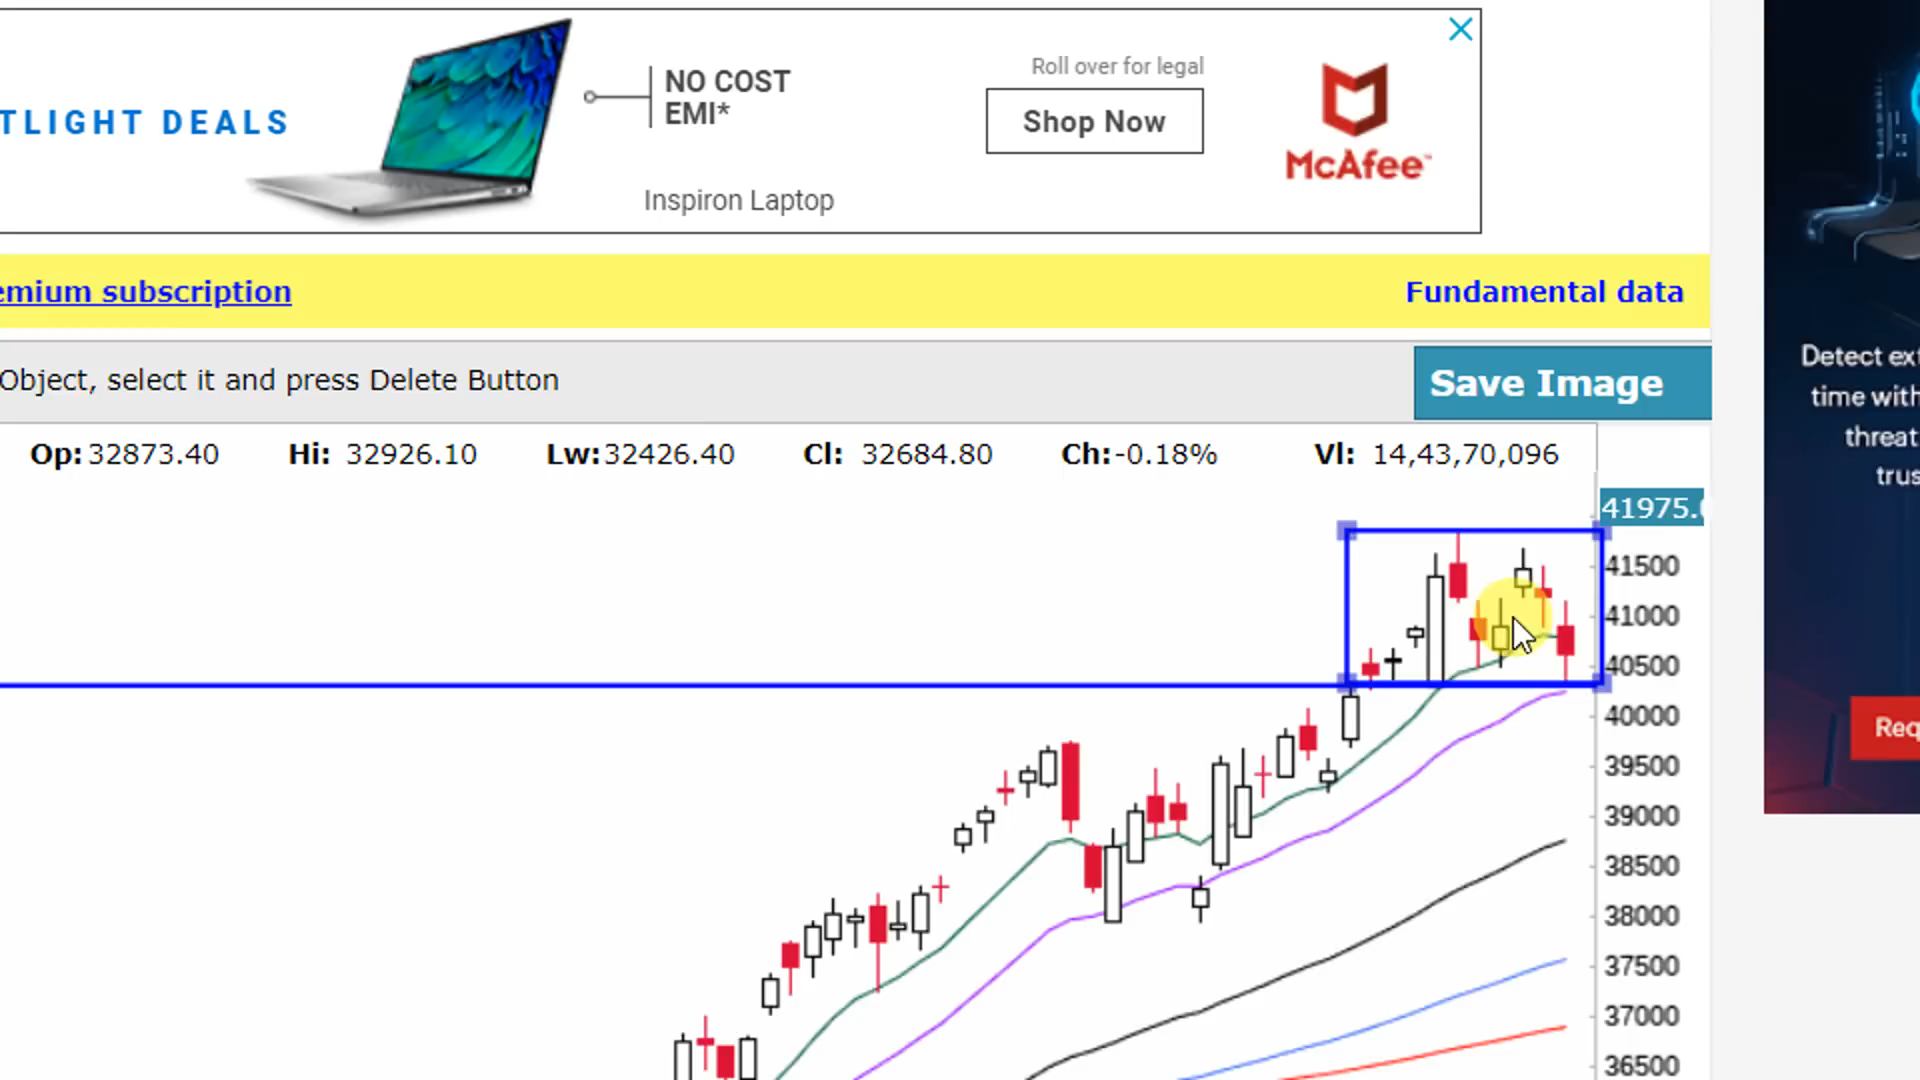 TLIGHT DEALS
NO COST
EMI*
Inspiron Laptop
Roll over for legal
Shop Now
McAfee™
emium subscription
Fundamental data
Object, select it and press Delete Button
Save Image
Op: 32873.40 Hi: 32926.10 Lw: 32426.40 Cl: 32684.80 Ch: -0.18% Vl: 14,43,70,096
41975.
41500
41000
40500
40000
39500
39000
38500
38000
37500
37000
36500
Detect ext
time with
threat
trus
Req